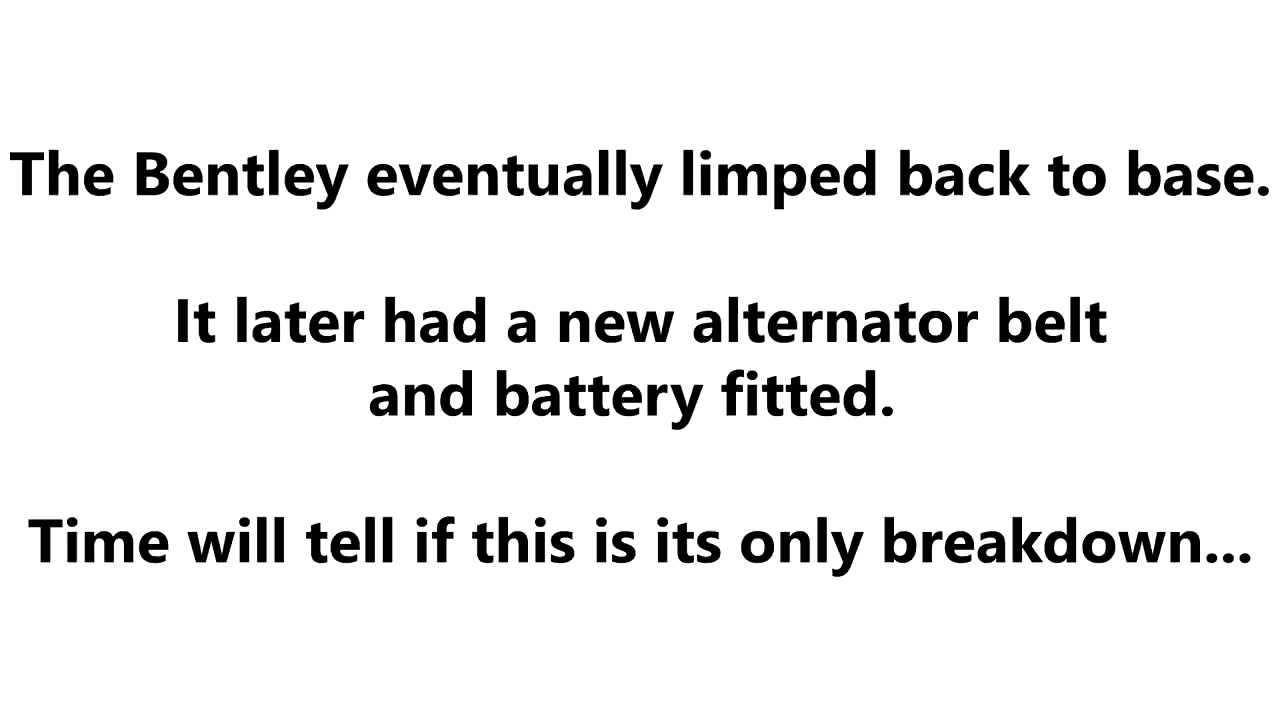 The Bentley eventually limped back to base.
It later had a new alternator belt
and battery fitted.
Time will tell if this is its only breakdown...